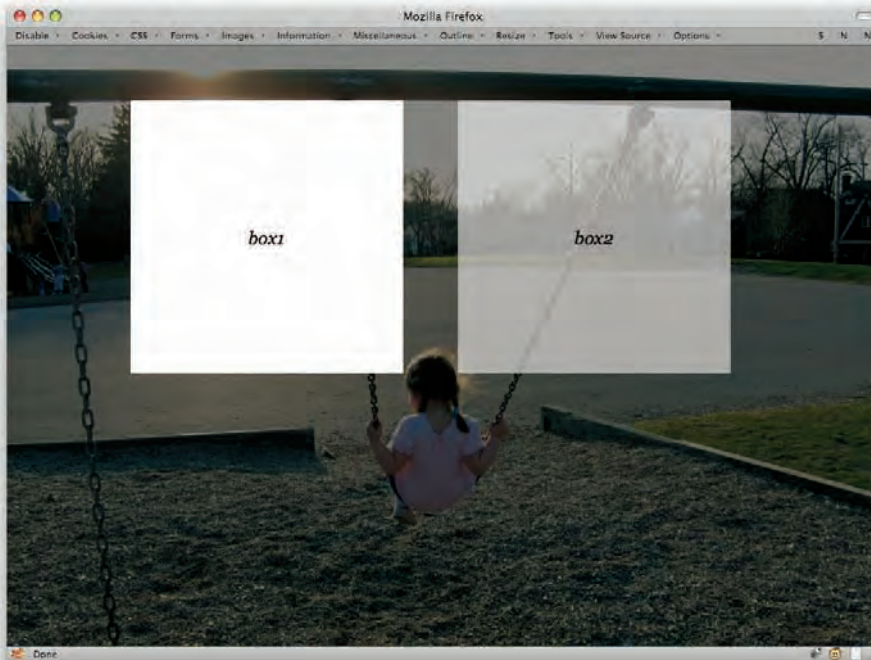 Mozilla Firefox
Disable Cookies CSS Forms Images Information Miscellaneous Outline Resize Tools View Source Options S N N
box1 box2
Done